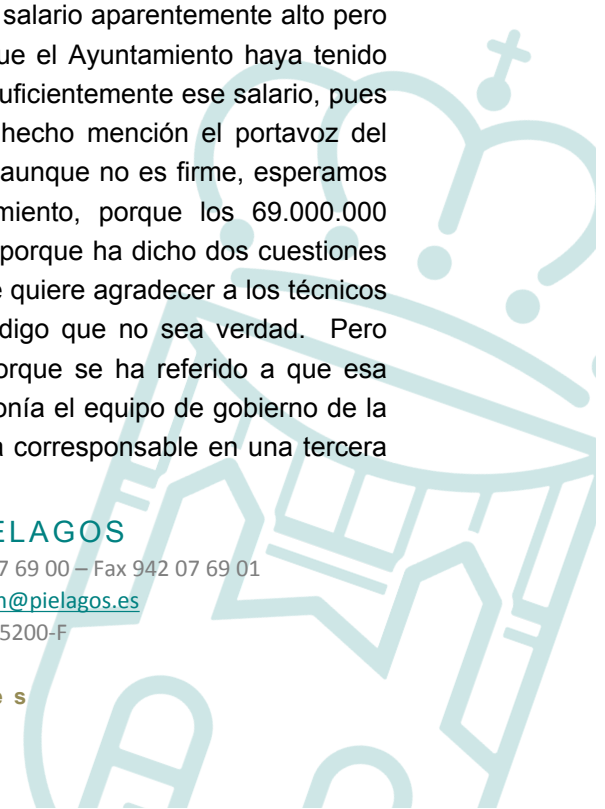 salario aparentemente alto pero
ue el Ayuntamiento haya tenido
uficientemente ese salario, pues
hecho mención el portavoz del
aunque no es firme, esperamos
miento, porque los 69.000.000
porque ha dicho dos cuestiones
e quiere agradecer a los técnicos
digo que no sea verdad. Pero
orque se ha referido a que esa
onía el equipo de gobierno de la
a corresponsable en una tercera
ELAGOS
7 69 00 – Fax 942 07 69 01
n@pielagos.es
5200-F
e s